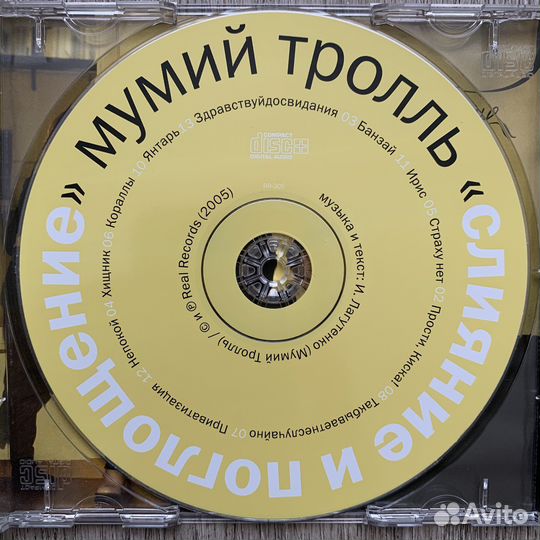 мумий тролль
«слияние и поглощение»
13 Здравствуйдосвидания 03 Банзай 11 Ирис 05 Страху нет 02 Прости, Киска! 08 Такбываетнеслучайно 07 Приватизация 12 Непокой 04 Хищник 06 Кораллы 10 Янтарь
COMPACT
disc
DIGITAL AUDIO
музыка и текст: И. Лагутенко (Мумий Тролль) / © и ℗ Real Records (2005)
Avito